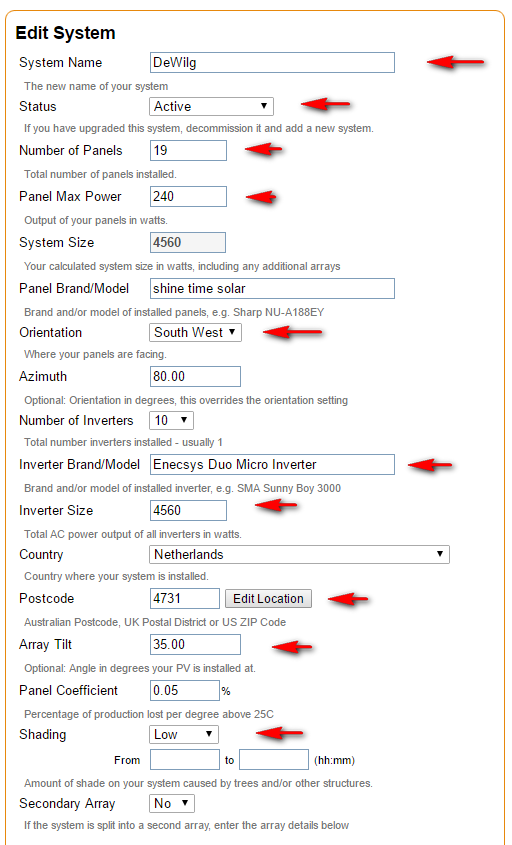 Edit System
System Name DeWilg
The new name of your system
Status Active
If you have upgraded this system, decommission it and add a new system.
Number of Panels 19
Total number of panels installed.
Panel Max Power 240
Output of your panels in watts.
System Size 4560
Your calculated system size in watts, including any additional arrays
Panel Brand/Model shine time solar
Brand and/or model of installed panels, e.g. Sharp NU-A188EY
Orientation South West
Where your panels are facing.
Azimuth 80.00
Optional: Orientation in degrees, this overrides the orientation setting
Number of Inverters 10
Total number inverters installed - usually 1
Inverter Brand/Model Enecsys Duo Micro Inverter
Brand and/or model of installed inverter, e.g. SMA Sunny Boy 3000
Inverter Size 4560
Total AC power output of all inverters in watts.
Country Netherlands
Country where your system is installed.
Postcode 4731 Edit Location
Australian Postcode, UK Postal District or US ZIP Code
Array Tilt 35.00
Optional: Angle in degrees your PV is installed at.
Panel Coefficient 0.05 %
Percentage of production lost per degree above 25C
Shading Low
From to (hh:mm)
Amount of shade on your system caused by trees and/or other structures.
Secondary Array No
If the system is split into a second array, enter the array details below